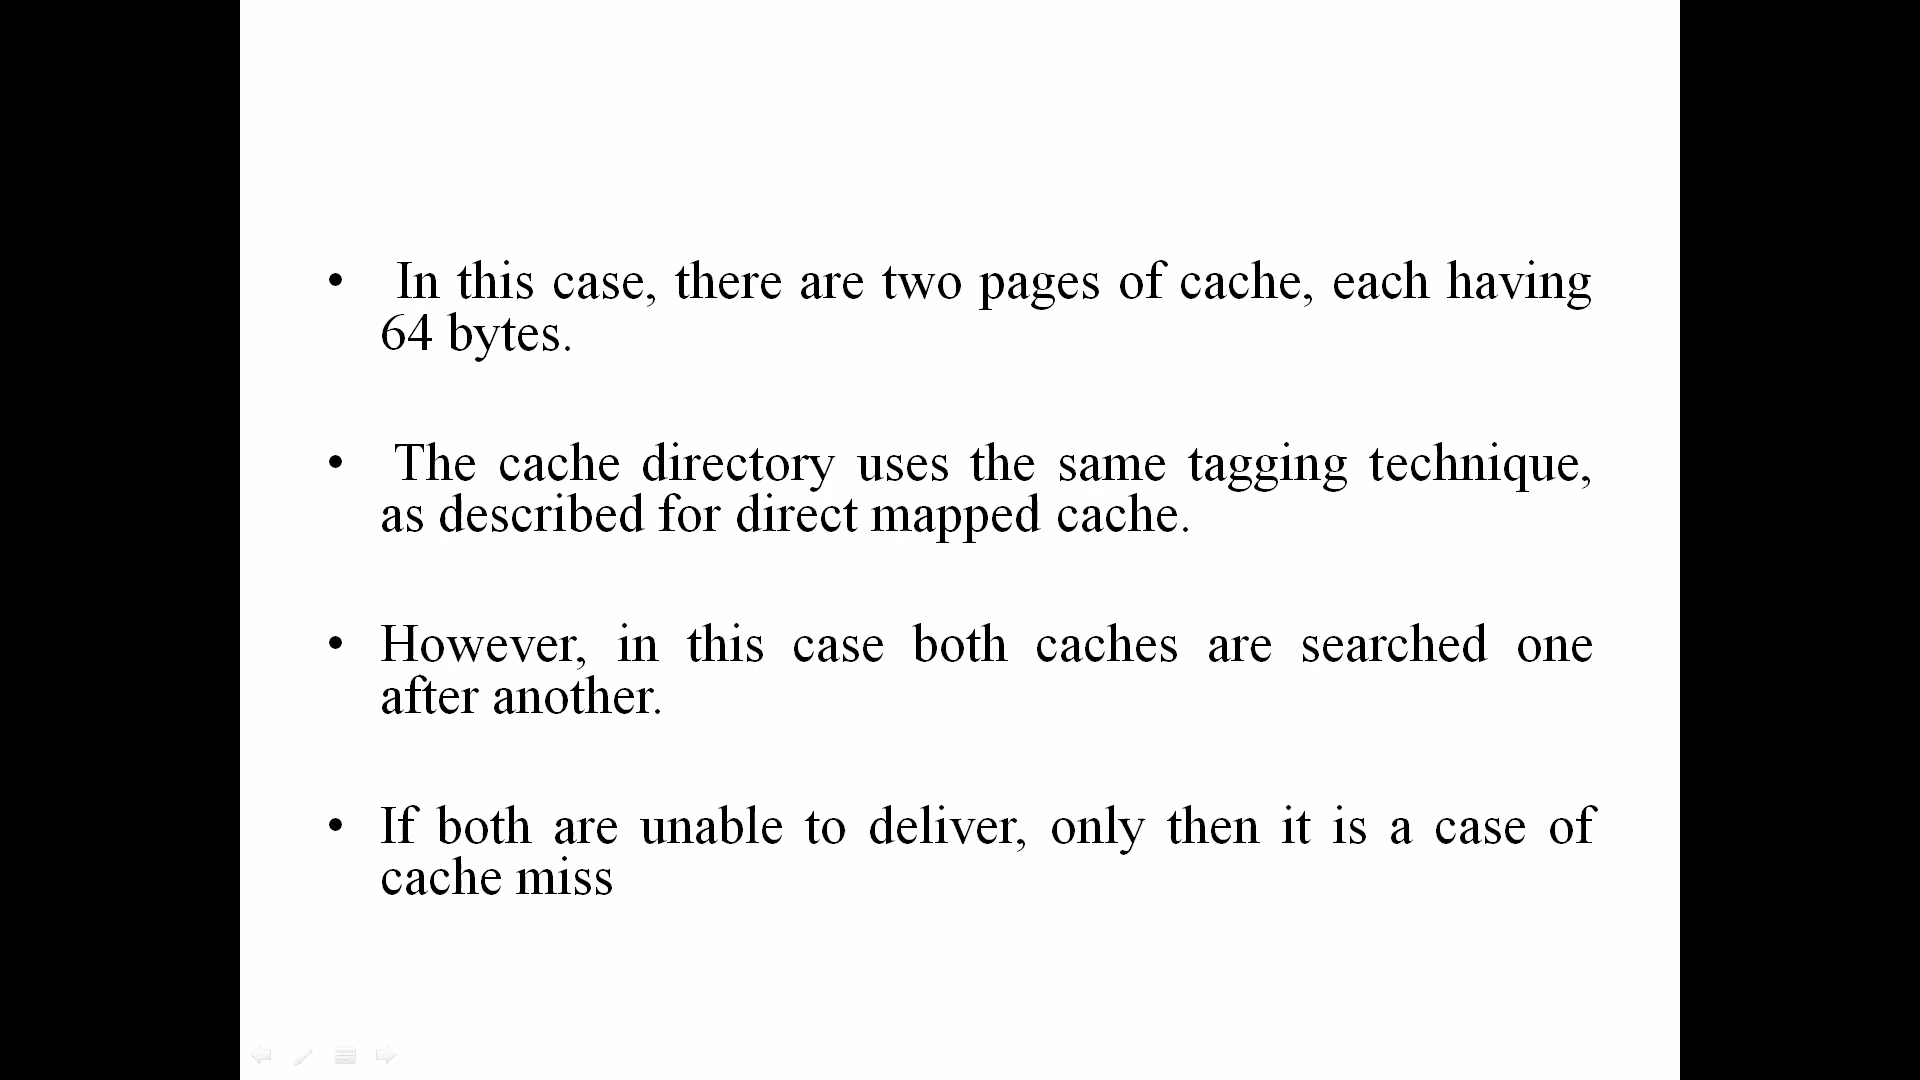 • In this case, there are two pages of cache, each having
64 bytes.
• The cache directory uses the same tagging technique,
as described for direct mapped cache.
• However, in this case both caches are searched one
after another.
• If both are unable to deliver, only then it is a case of
cache miss